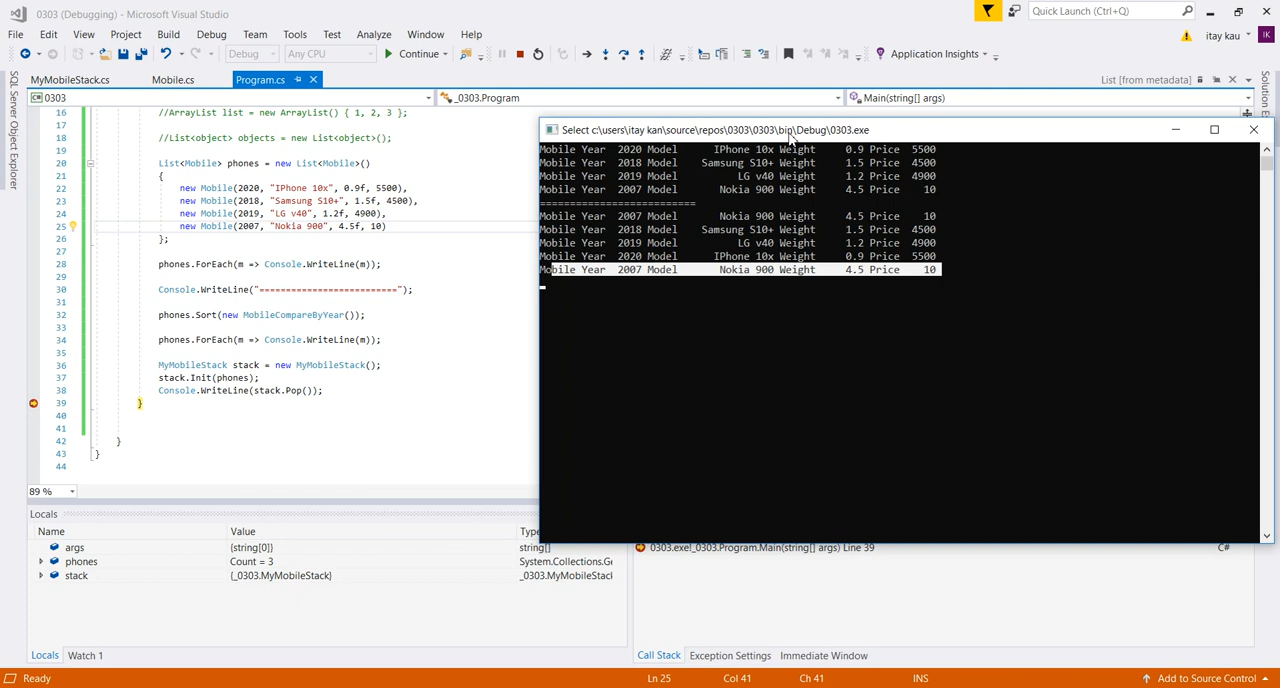 0303 (Debugging) - Microsoft Visual Studio
Quick Launch (Ctrl+Q)
File Edit View Project Build Debug Team Tools Test Analyze Window Help
itay kau IK
Debug Any CPU Continue Application Insights
MyMobileStack.cs Mobile.cs Program.cs List [from metadata]
0303 _0303.Program Main(string[] args)
SQL Server Object Explorer
16 //ArrayList list = new ArrayList() { 1, 2, 3 };
17
18 //List<object> objects = new List<object>();
19
20 List<Mobile> phones = new List<Mobile>()
21 {
22 new Mobile(2020, "IPhone 10x", 0.9f, 5500),
23 new Mobile(2018, "Samsung S10+", 1.5f, 4500),
24 new Mobile(2019, "LG v40", 1.2f, 4900),
25 new Mobile(2007, "Nokia 900", 4.5f, 10)
26 };
27
28 phones.ForEach(m => Console.WriteLine(m));
29
30 Console.WriteLine("==========================");
31
32 phones.Sort(new MobileCompareByYear());
33
34 phones.ForEach(m => Console.WriteLine(m));
35
36 MyMobileStack stack = new MyMobileStack();
37 stack.Init(phones);
38 Console.WriteLine(stack.Pop());
39 }
40
41
42 }
43 }
44
89 %
Select c:\users\itay kan\source\repos\0303\0303\bin\Debug\0303.exe
Mobile Year 2020 Model IPhone 10x Weight 0.9 Price 5500
Mobile Year 2018 Model Samsung S10+ Weight 1.5 Price 4500
Mobile Year 2019 Model LG v40 Weight 1.2 Price 4900
Mobile Year 2007 Model Nokia 900 Weight 4.5 Price 10
==========================
Mobile Year 2007 Model Nokia 900 Weight 4.5 Price 10
Mobile Year 2018 Model Samsung S10+ Weight 1.5 Price 4500
Mobile Year 2019 Model LG v40 Weight 1.2 Price 4900
Mobile Year 2020 Model IPhone 10x Weight 0.9 Price 5500
Mobile Year 2007 Model Nokia 900 Weight 4.5 Price 10
Locals
Name Value Type
args {string[0]} string[]
phones Count = 3 System.Collections.Ge
stack {_0303.MyMobileStack} _0303.MyMobileStack
0303.exe!_0303.Program.Main(string[] args) Line 39 C#
Locals Watch 1
Call Stack Exception Settings Immediate Window
Ready Ln 25 Col 41 Ch 41 INS Add to Source Control